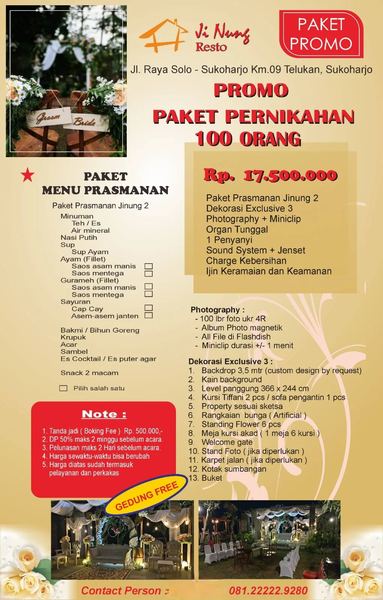 Ji Nung
Resto
PAKET
PROMO
Jl. Raya Solo - Sukoharjo Km.09 Telukan, Sukoharjo
Groom
Bride
PROMO
PAKET PERNIKAHAN
100 ORANG
PAKET
MENU PRASMANAN
Paket Prasmanan Jinung 2
Minuman
Teh / Es
Air mineral
Nasi Putih
Sup
Sup Ayam
Ayam (Fillet)
Saos asam manis
Saos mentega
Gurameh (Fillet)
Saos asam manis
Saos mentega
Sayuran
Cap Cay
Asem-asem janten
Bakmi / Bihun Goreng
Krupuk
Acar
Sambel
Es Cocktail / Es puter agar
Snack 2 macam
Pilih salah satu
Rp. 17.500.000
Paket Prasmanan Jinung 2
Dekorasi Exclusive 3
Photography + Miniclip
Organ Tunggal
1 Penyanyi
Sound System + Jenset
Charge Kebersihan
Ijin Keramaian dan Keamanan
Photography :
- 100 lbr foto ukr 4R
- Album Photo magnetik
- All File di Flashdish
- Miniclip durasi +/- 1 menit
Dekorasi Exclusive 3 :
1. Backdrop 3,5 mtr (custom design by request)
2. Kain background
3. Level panggung 366 x 244 cm
4. Kursi Tiffani 2 pcs / sofa pengantin 1 pcs
5. Property sesuai sketsa
6. Rangkaian bunga ( Artificial )
7. Standing Flower 6 pcs
8. Meja kursi akad ( 1 meja 6 kursi )
9. Welcome gate
10. Stand Foto ( jika diperlukan )
11. Karpet jalan ( jika diperlukan )
12. Kotak sumbangan
13. Buket
Note :
1. Tanda jadi ( Boking Fee ) Rp. 500.000,-
2. DP 50% maks 2 minggu sebelum acara.
3. Pelunasan maks 2 Hari sebelum acara.
4. Harga sewaktu-waktu bisa berubah
5. Harga diatas sudah termasuk
pelayanan dan perkakas
GEDUNG FREE
Contact Person :
081.22222.9280